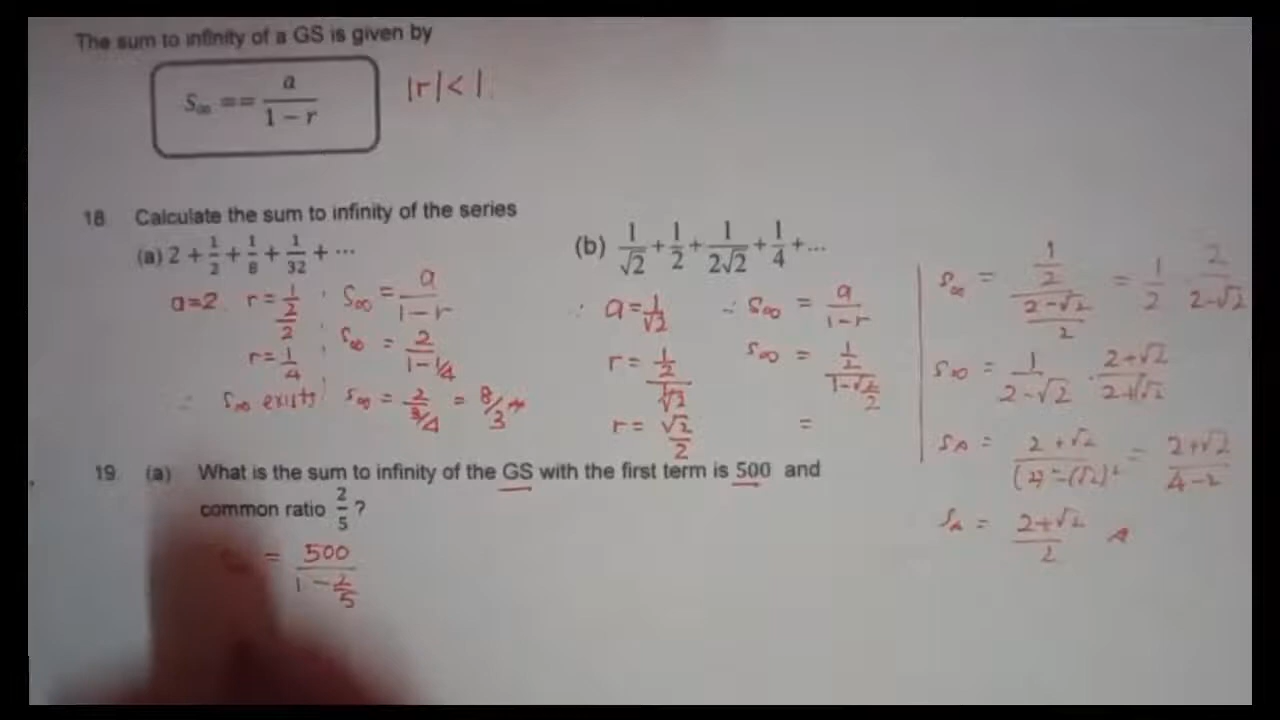 The sum to infinity of a GS is given by
S∞ == a/(1 − r) |r| < 1
18 Calculate the sum to infinity of the series
(a) 2 + 1/2 + 1/8 + 1/32 + ...
a = 2 r = (1/2)/2 S∞ = a/(1 − r)
r = 1/4 S∞ = 2/(1 − 1/4)
∴ S∞ exists! S∞ = 2/(3/4) = 8/3
(b) 1/√2 + 1/2 + 1/(2√2) + 1/4 + ...
∴ a = 1/√2 ∴ S∞ = a/(1 − r)
r = (1/2)/(1/√2) S∞ = (1/2)/(1 − √2/2)
r = √2/2 =
S∞ = (1/2)/((2 − √2)/2) = 1/2 2/(2 − √2)
S∞ = 1/(2 − √2) · (2 + √2)/(2 + √2)
S∞ = (2 + √2)/((2)² − (√2)²) = (2 + √2)/(4 − 2)
S∞ = (2 + √2)/2
19 (a) What is the sum to infinity of the GS with the first term is 500 and
common ratio 2/5 ?
= 500/(1 − 2/5)